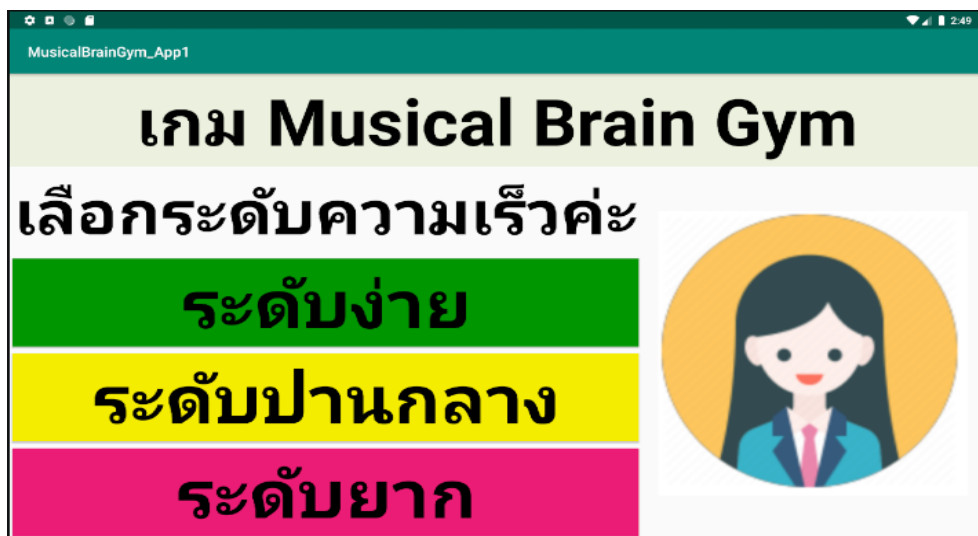 2:49
MusicalBrainGym_App1
เกม Musical Brain Gym
เลือกระดับความเร็วค่ะ
ระดับง่าย
ระดับปานกลาง
ระดับยาก